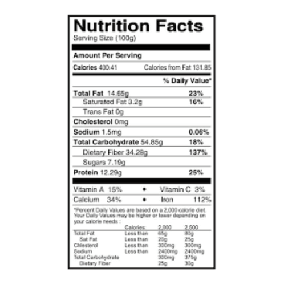 Nutrition Facts
Serving Size (100g)
Amount Per Serving
Calories 430.41 Calories from Fat 131.85
% Daily Value*
Total Fat 14.65g 23%
Saturated Fat 3.2g 16%
Trans Fat 0g
Cholesterol 0mg
Sodium 1.5mg 0.06%
Total Carbohydrate 54.85g 18%
Dietary Fiber 34.28g 137%
Sugars 7.19g
Protein 12.29g 25%
Vitamin A 15% • Vitamin C 3%
Calcium 34% • Iron 112%
*Percent Daily Values are based on a 2,000 calorie diet.
Your Daily Values may be higher or lower depending on
your calorie needs:
Calories 2,000 2,500
Total Fat Less than 65g 80g
Sat Fat Less than 20g 25g
Cholesterol Less than 300mg 300mg
Sodium Less than 2400mg 2400mg
Total Carbohydrate 300mg 375g
Dietary Fiber 25g 30g